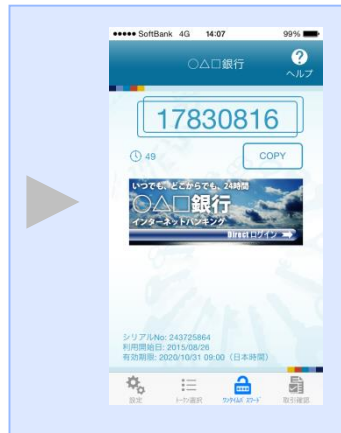 ●●●●● SoftBank 4G 14:07 99%
○△□銀行
?
ヘルプ
17830816
49
COPY
いつでも、どこからでも、24時間
○△□銀行
インターネットバンキング
Direct ログイン
シリアルNo: 243725864
利用開始日: 2015/08/26
有効期限: 2020/10/31 09:00（日本時間）
設定 トークン選択 ワンタイムパスワード 取引確認